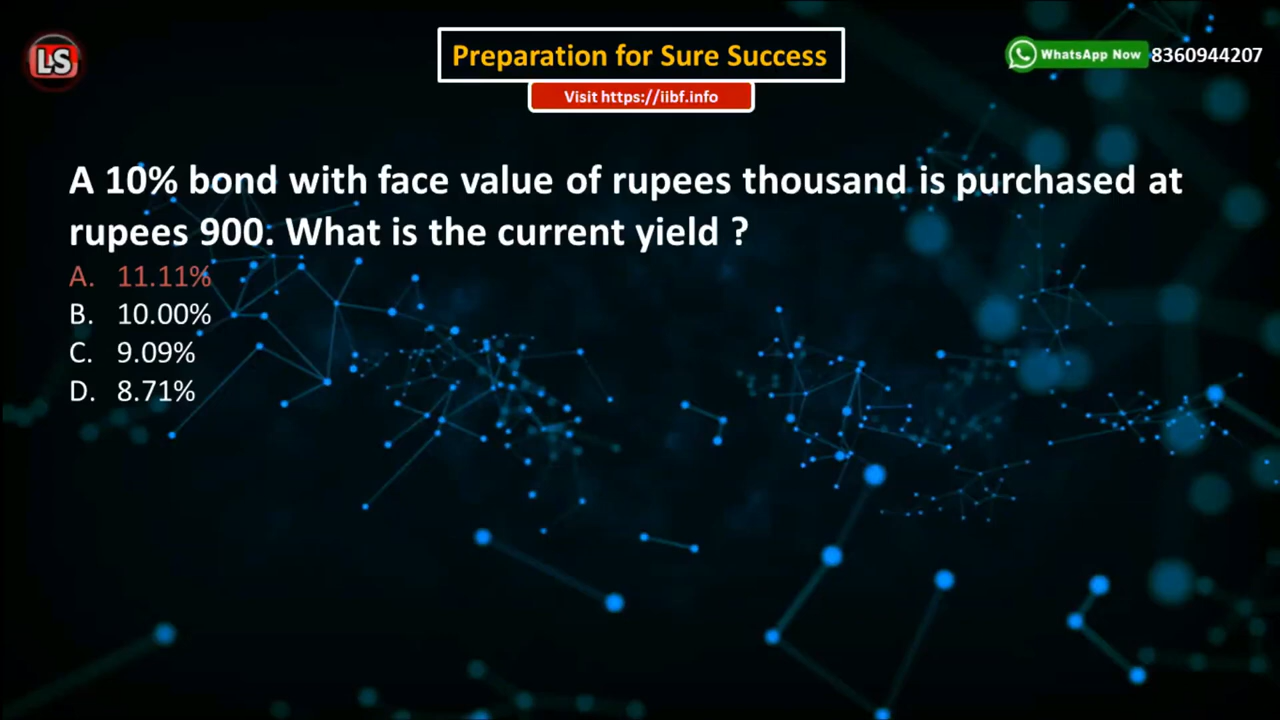 LS
Preparation for Sure Success
WhatsApp Now 8360944207
Visit https://iibf.info
A 10% bond with face value of rupees thousand is purchased at
rupees 900. What is the current yield ?
A. 11.11%
B. 10.00%
C. 9.09%
D. 8.71%